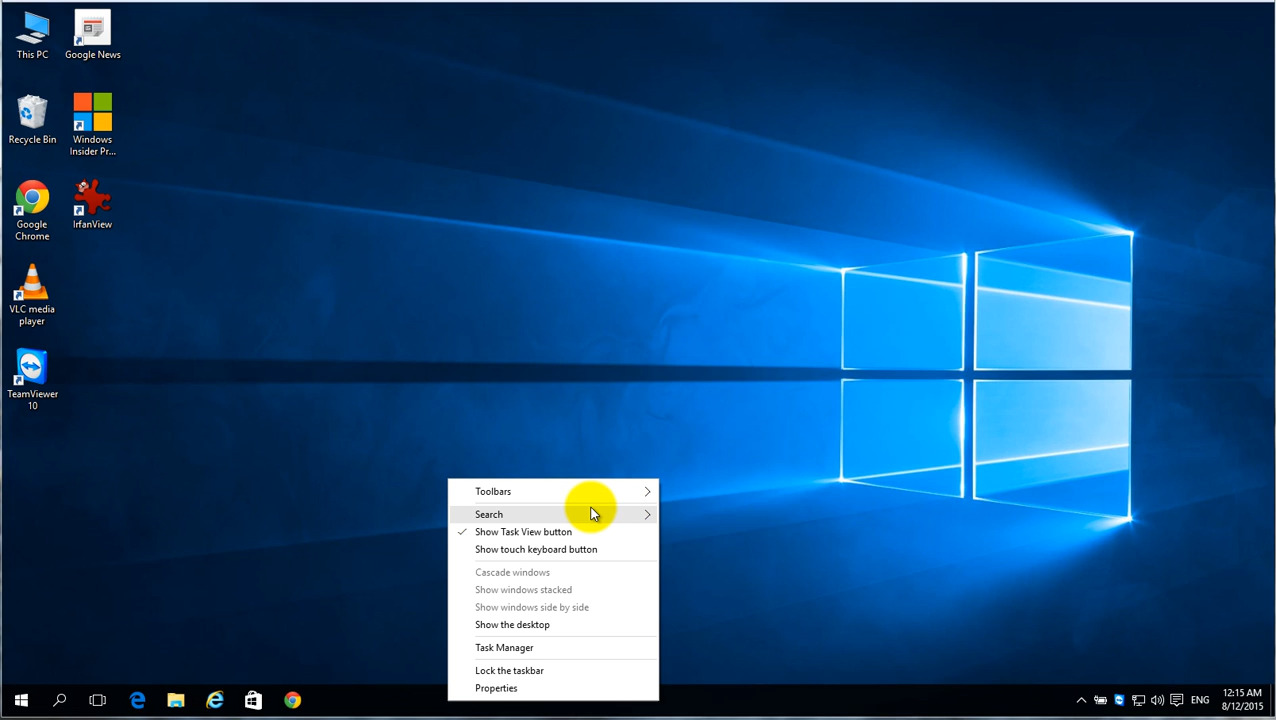 This PC
Google News
Recycle Bin
Windows
Insider Pr...
Google
Chrome
IrfanView
VLC media
player
TeamViewer
10
Toolbars
Search
Show Task View button
Show touch keyboard button
Cascade windows
Show windows stacked
Show windows side by side
Show the desktop
Task Manager
Lock the taskbar
Properties
ENG
12:15 AM
8/12/2015